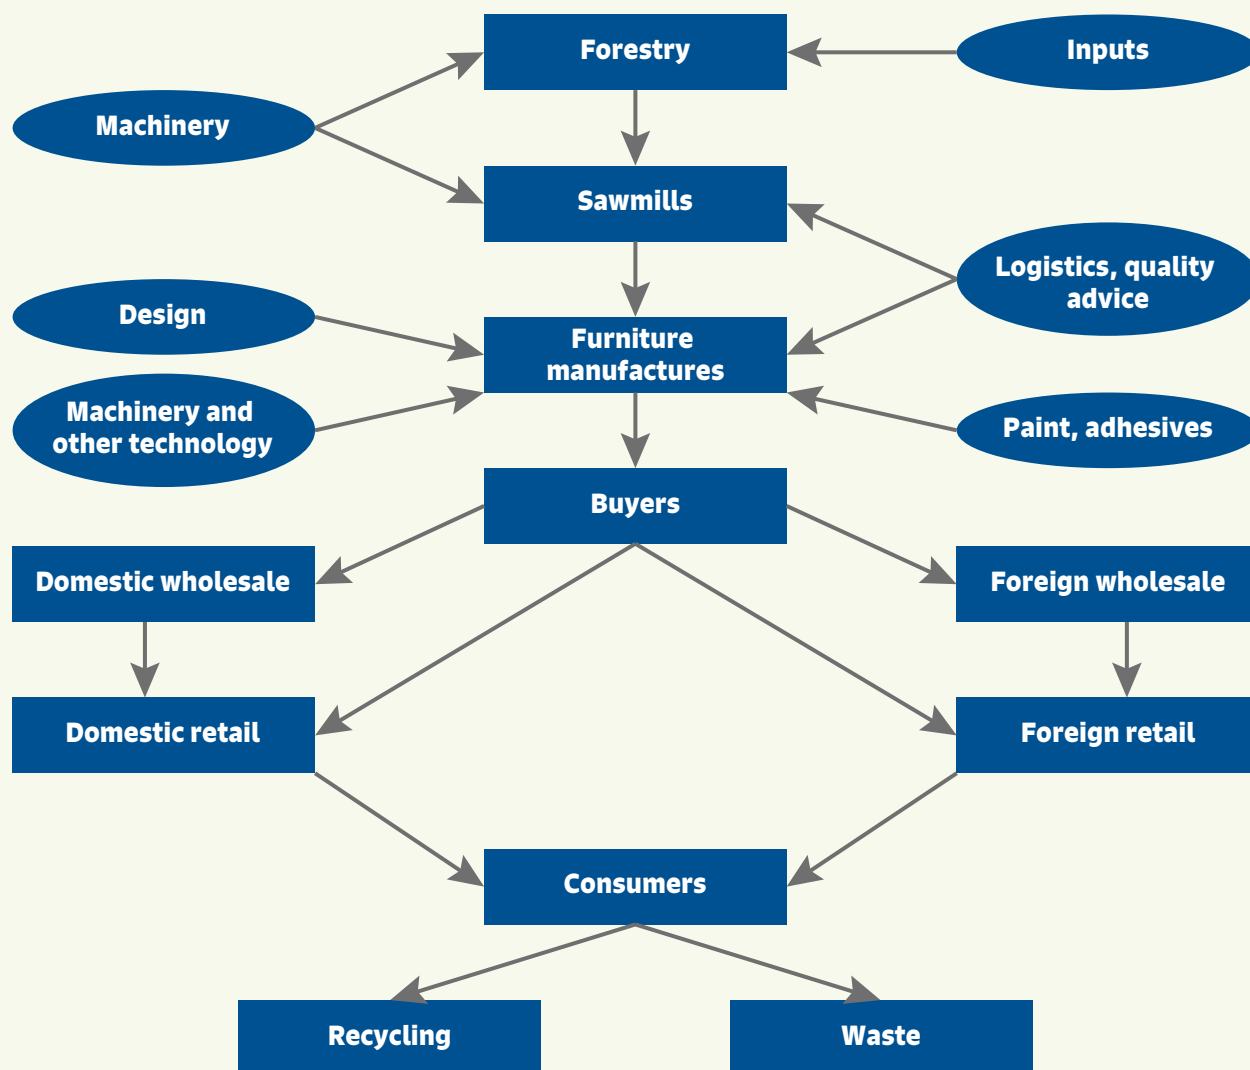 Forestry
Inputs
Machinery
Sawmills
Logistics, quality
advice
Design
Furniture
manufactures
Machinery and
other technology
Paint, adhesives
Buyers
Domestic wholesale
Foreign wholesale
Domestic retail
Foreign retail
Consumers
Recycling
Waste